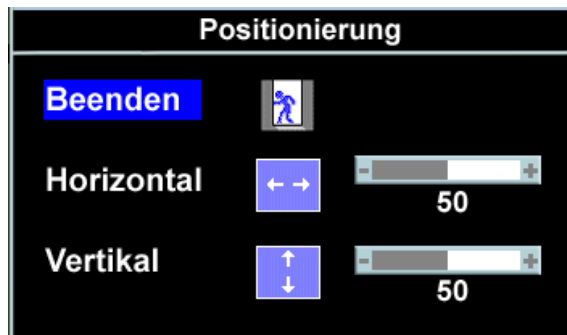 Positionierung
Beenden
Horizontal
- +
50
Vertikal
- +
50